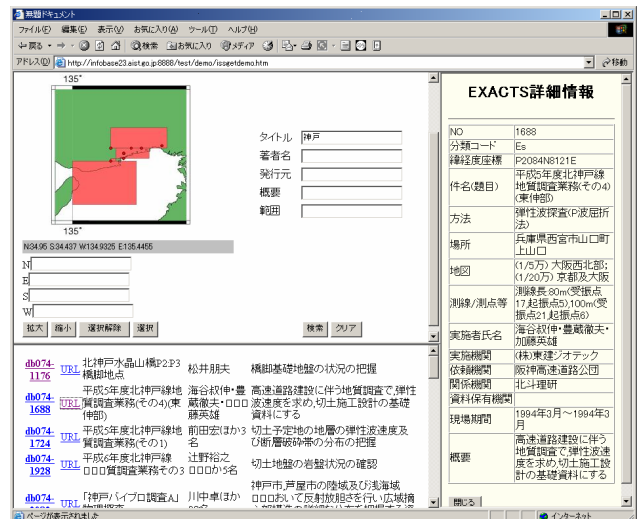 無題ドキュメント
ファイル(F) 編集(E) 表示(V) お気に入り(A) ツール(T) ヘルプ(H)
戻る 検索 お気に入り メディア
アドレス(D) http://infobase23.aist.go.jp:8888/test/demo/issgetdemo.htm 移動
135°
135°
N:34.95 S:34.437 W:134.9325 E:135.4455
N
E
S
W
拡大 縮小 選択解除 選択
タイトル 神戸
著者名
発行元
概要
範囲
検索 クリア
db074-1176 URL 北神戸水晶山橋P2:P3橋脚地点 松井朋夫 橋脚基礎地盤の状況の把握
db074-1688 URL 平成5年度北神戸線地質調査業務(その4)(東伸部) 海谷叔伸・豊蔵徹夫・□□□藤英雄 高速道路建設に伴う地質調査で,弾性波速度を求め,切土施工設計の基礎資料にする
db074-1724 URL 平成6年度北神戸線地質調査業務(その1) 前田宏ほか3名 切土予定地の地層の弾性波速度及び断層破砕帯の分布の把握
db074-1928 URL 平成6年度北神戸線□□□質調査業務その3 辻野裕之□□□か5名 切土地盤の岩盤状況の確認
db074- URL 「神戸バイブロ調査A」 川中卓ほか 神戸市,芦屋市の陸域及び浅海域□□□おいて反射放胆さを行い広域摘
EXACTS詳細情報
NO 1688
分類コード Es
緯経度座標 P2084N8121E
件名(題目) 平成5年度北神戸線
地質調査業務(その4)
(東伸部)
方法 弾性波探査(P波屈折
法)
場所 兵庫県西宮市山口町
上山口
地図 (1/5万) 大阪西北部;
(1/20万) 京都及大阪
測線/測点等 測線長:80m(受振点
17,起振点5),100m(受
振点21,起振点6)
実施者氏名 海谷叔伸・豊蔵徹夫・
加藤英雄
実施機関 (株)東建ジオテック
依頼機関 阪神高速道路公団
関係機関 北斗理研
資料保有機関
現場期間 1994年3月～1994年3
月
概要 高速道路建設に伴う
地質調査で,弾性波速
度を求め,切土施工設
計の基礎資料にする
閉じる
ページが表示されました インターネット